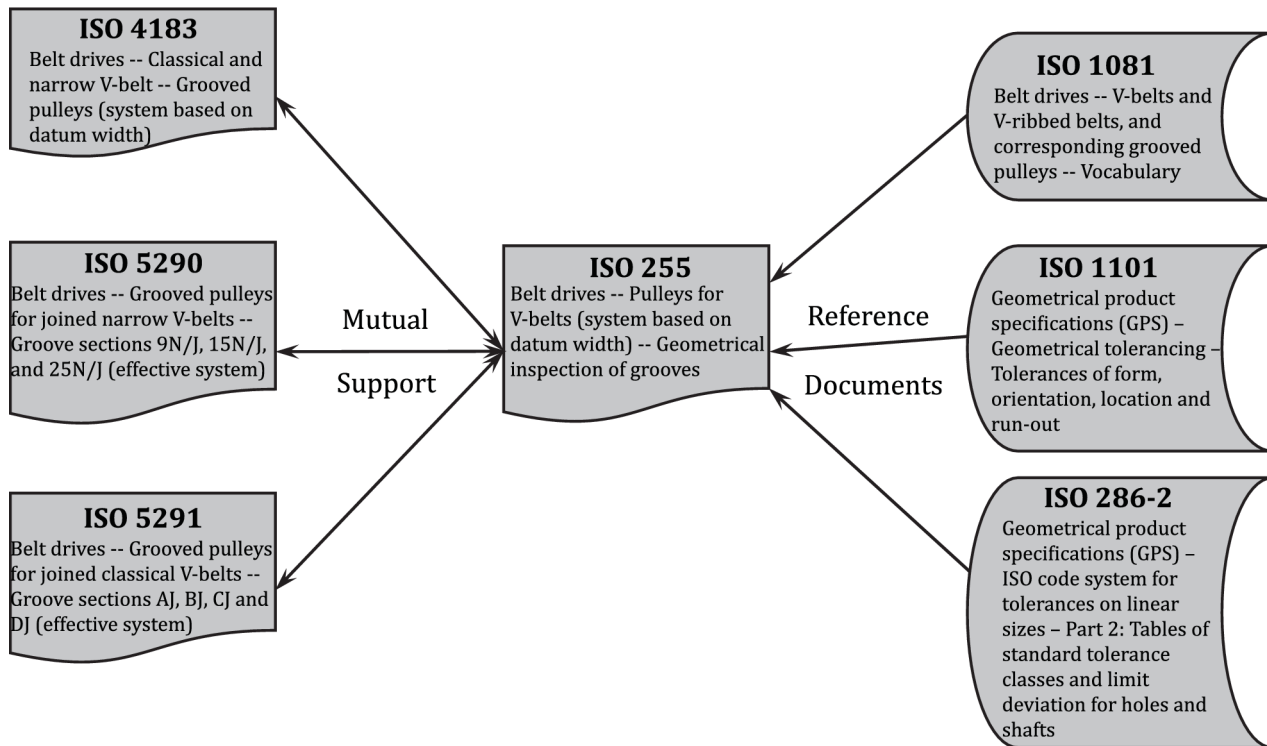 ISO 4183
Belt drives -- Classical and
narrow V-belt -- Grooved
pulleys (system based on
datum width)
ISO 5290
Belt drives -- Grooved pulleys
for joined narrow V-belts --
Groove sections 9N/J, 15N/J,
and 25N/J (effective system)
ISO 5291
Belt drives -- Grooved pulleys
for joined classical V-belts --
Groove sections AJ, BJ, CJ and
DJ (effective system)
Mutual
Support
ISO 255
Belt drives -- Pulleys for
V-belts (system based on
datum width) -- Geometrical
inspection of grooves
Reference
Documents
ISO 1081
Belt drives -- V-belts and
V-ribbed belts, and
corresponding grooved
pulleys -- Vocabulary
ISO 1101
Geometrical product
specifications (GPS) –
Geometrical tolerancing –
Tolerances of form,
orientation, location and
run-out
ISO 286-2
Geometrical product
specifications (GPS) –
ISO code system for
tolerances on linear
sizes – Part 2: Tables of
standard tolerance
classes and limit
deviation for holes and
shafts